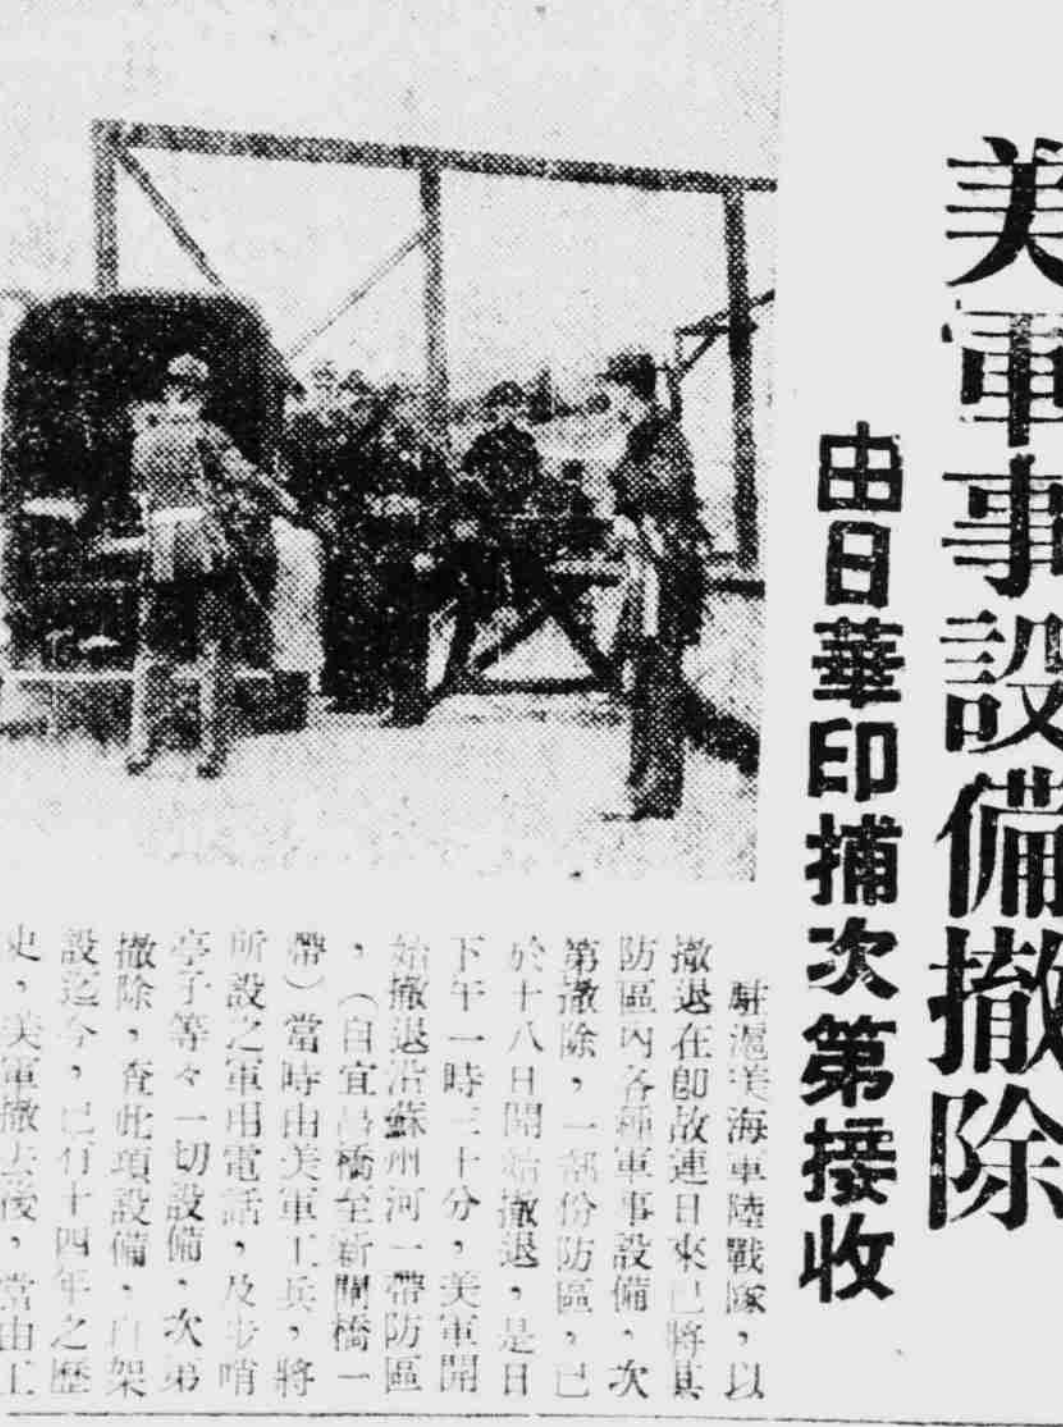 美軍事設備撤除
由日華印捕次第接收
駐滬美海軍陸戰隊，以
撤退在卽故連日來已將其
防區內各種軍事設備，次
第撤除，一部份防區，已
於十八日開始撤退，是日
下午一時三十分，美軍開
始撤退沿蘇州河一帶防區
，（自宜昌橋至新閘橋一
帶）當時由美軍工兵，將
所設之軍用電話，及步哨
亭子等々一切設備，次弟
撤除，查此項設備，自架
設迄今，已有十四年之歷
史，美軍撤去後，當由工